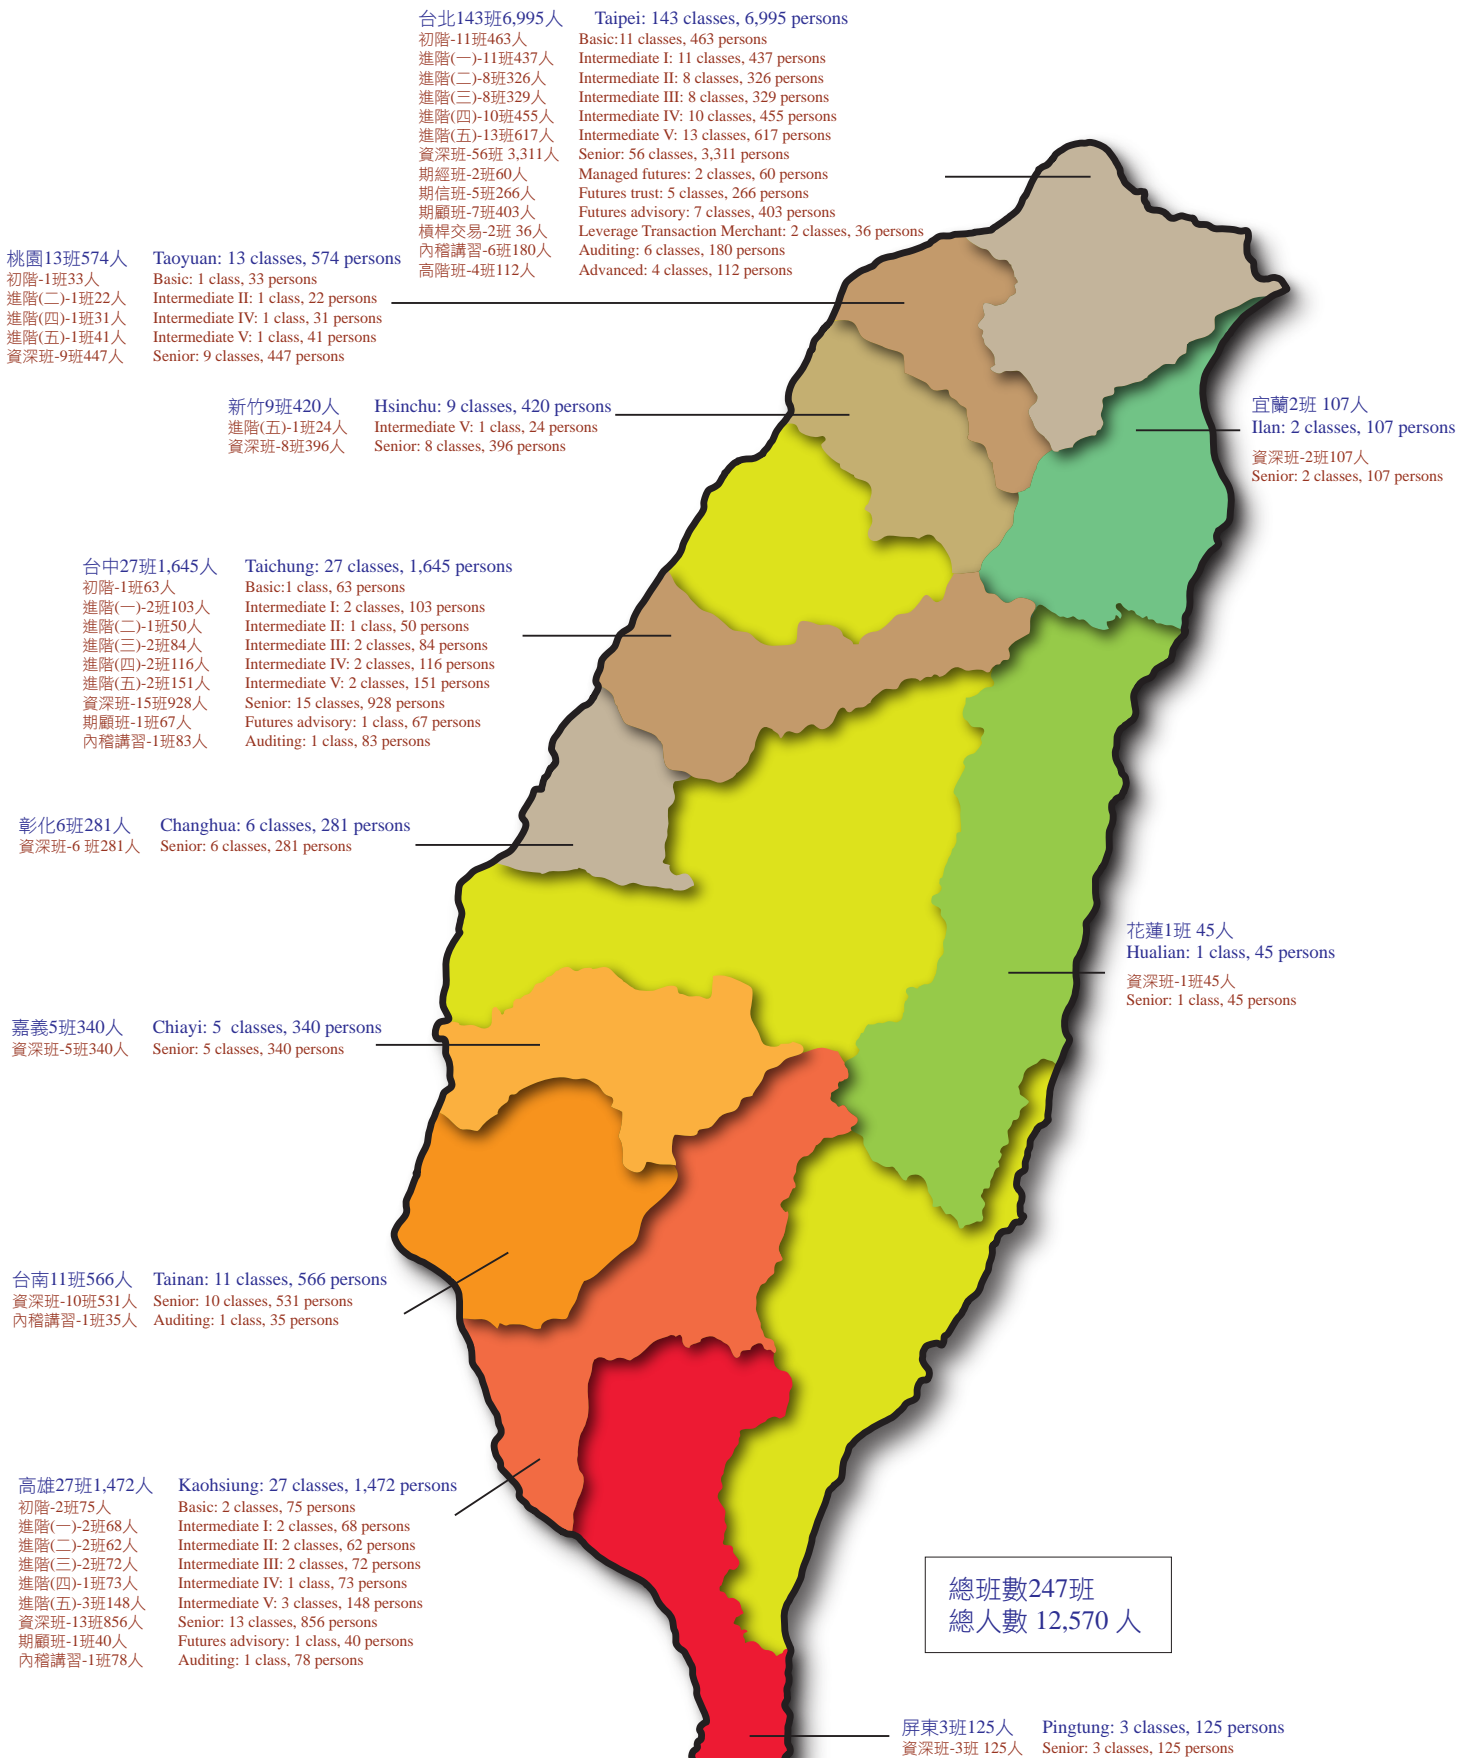 台北143班6,995人 Taipei: 143 classes, 6,995 persons
初階-11班463人 Basic:11 classes, 463 persons
進階(一)-11班437人 Intermediate I: 11 classes, 437 persons
進階(二)-8班326人 Intermediate II: 8 classes, 326 persons
進階(三)-8班329人 Intermediate III: 8 classes, 329 persons
進階(四)-10班455人 Intermediate IV: 10 classes, 455 persons
進階(五)-13班617人 Intermediate V: 13 classes, 617 persons
資深班-56班 3,311人 Senior: 56 classes, 3,311 persons
期經班-2班60人 Managed futures: 2 classes, 60 persons
期信班-5班266人 Futures trust: 5 classes, 266 persons
期顧班-7班403人 Futures advisory: 7 classes, 403 persons
槓桿交易-2班 36人 Leverage Transaction Merchant: 2 classes, 36 persons
內稽講習-6班180人 Auditing: 6 classes, 180 persons
高階班-4班112人 Advanced: 4 classes, 112 persons
桃園13班574人 Taoyuan: 13 classes, 574 persons
初階-1班33人 Basic: 1 class, 33 persons
進階(二)-1班22人 Intermediate II: 1 class, 22 persons
進階(四)-1班31人 Intermediate IV: 1 class, 31 persons
進階(五)-1班41人 Intermediate V: 1 class, 41 persons
資深班-9班447人 Senior: 9 classes, 447 persons
新竹9班420人 Hsinchu: 9 classes, 420 persons
進階(五)-1班24人 Intermediate V: 1 class, 24 persons
資深班-8班396人 Senior: 8 classes, 396 persons
宜蘭2班 107人
Ilan: 2 classes, 107 persons
資深班-2班107人
Senior: 2 classes, 107 persons
台中27班1,645人 Taichung: 27 classes, 1,645 persons
初階-1班63人 Basic:1 class, 63 persons
進階(一)-2班103人 Intermediate I: 2 classes, 103 persons
進階(二)-1班50人 Intermediate II: 1 class, 50 persons
進階(三)-2班84人 Intermediate III: 2 classes, 84 persons
進階(四)-2班116人 Intermediate IV: 2 classes, 116 persons
進階(五)-2班151人 Intermediate V: 2 classes, 151 persons
資深班-15班928人 Senior: 15 classes, 928 persons
期顧班-1班67人 Futures advisory: 1 class, 67 persons
內稽講習-1班83人 Auditing: 1 class, 83 persons
彰化6班281人 Changhua: 6 classes, 281 persons
資深班-6 班281人 Senior: 6 classes, 281 persons
花蓮1班 45人
Hualian: 1 class, 45 persons
資深班-1班45人
Senior: 1 class, 45 persons
嘉義5班340人 Chiayi: 5 classes, 340 persons
資深班-5班340人 Senior: 5 classes, 340 persons
台南11班566人 Tainan: 11 classes, 566 persons
資深班-10班531人 Senior: 10 classes, 531 persons
內稽講習-1班35人 Auditing: 1 class, 35 persons
高雄27班1,472人 Kaohsiung: 27 classes, 1,472 persons
初階-2班75人 Basic: 2 classes, 75 persons
進階(一)-2班68人 Intermediate I: 2 classes, 68 persons
進階(二)-2班62人 Intermediate II: 2 classes, 62 persons
進階(三)-2班72人 Intermediate III: 2 classes, 72 persons
進階(四)-1班73人 Intermediate IV: 1 class, 73 persons
進階(五)-3班148人 Intermediate V: 3 classes, 148 persons
資深班-13班856人 Senior: 13 classes, 856 persons
期顧班-1班40人 Futures advisory: 1 class, 40 persons
內稽講習-1班78人 Auditing: 1 class, 78 persons
總班數247班
總人數 12,570 人
屏東3班125人 Pingtung: 3 classes, 125 persons
資深班-3班 125人 Senior: 3 classes, 125 persons